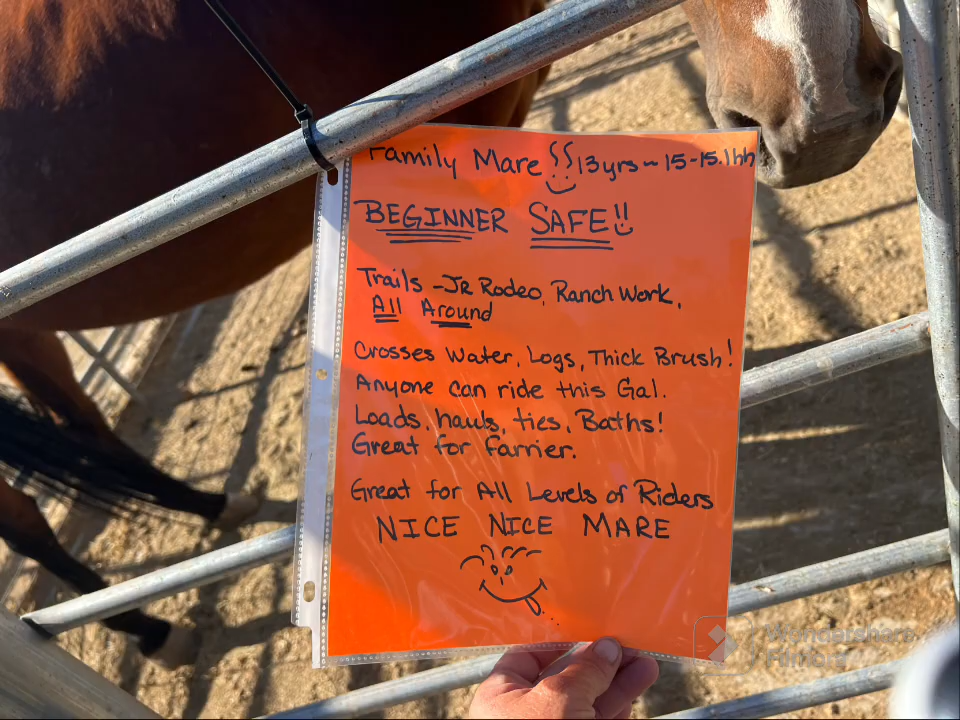 Family Mare 13yrs ~ 15-15.1hh
BEGINNER SAFE!!
Trails - JR Rodeo, Ranch Work,
All Around
Crosses Water, Logs, Thick Brush!
Anyone can ride this Gal.
Loads, hauls, ties, Baths!
Great for farrier.
Great for All Levels of Riders
NICE NICE MARE
Wondershare
Filmora